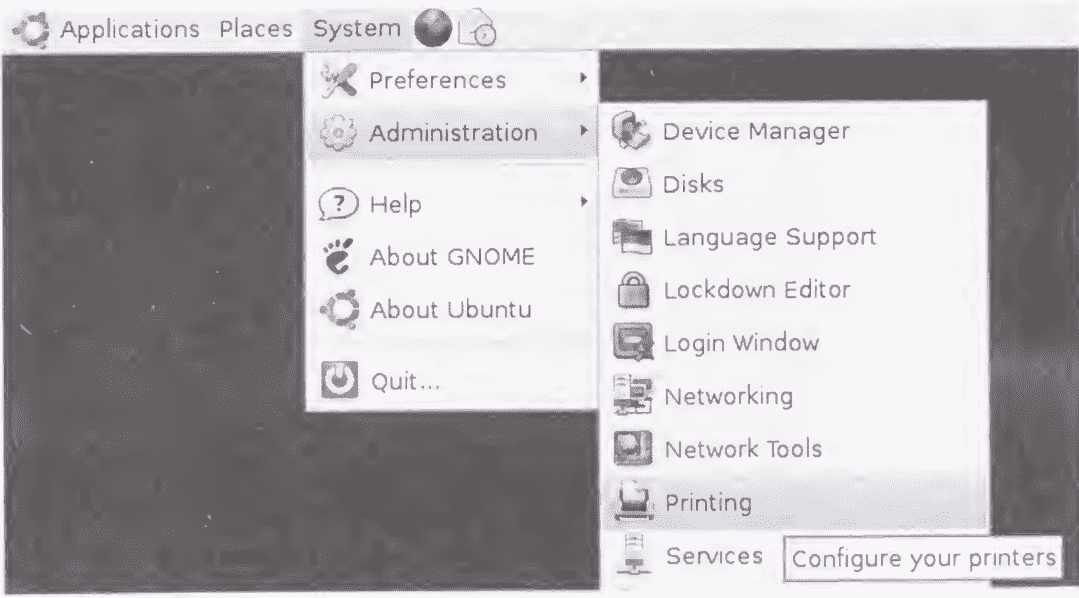 Applications Places System
Preferences
Administration
Help
About GNOME
About Ubuntu
Quit...
Device Manager
Disks
Language Support
Lockdown Editor
Login Window
Networking
Network Tools
Printing
Services
Configure your printers